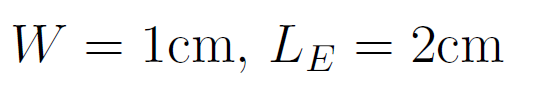 W = 1cm, L_E = 2cm